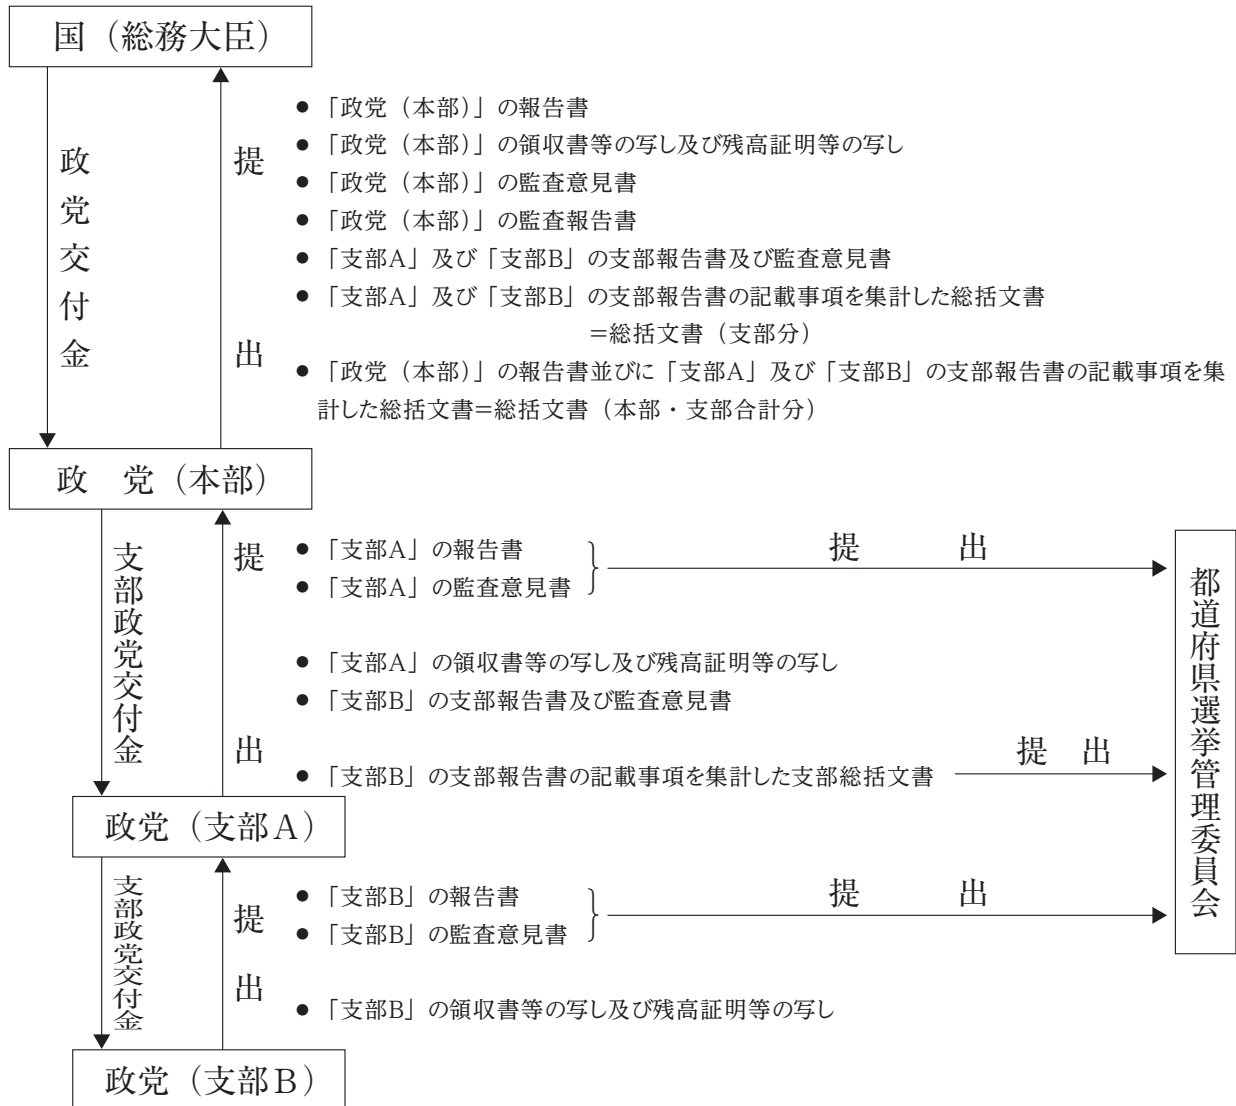 国（総務大臣）
政党交付金
提出
● 「政党（本部）」の報告書
● 「政党（本部）」の領収書等の写し及び残高証明等の写し
● 「政党（本部）」の監査意見書
● 「政党（本部）」の監査報告書
● 「支部A」及び「支部B」の支部報告書及び監査意見書
● 「支部A」及び「支部B」の支部報告書の記載事項を集計した総括文書
＝総括文書（支部分）
● 「政党（本部）」の報告書並びに「支部A」及び「支部B」の支部報告書の記載事項を集
計した総括文書＝総括文書（本部・支部合計分）
政　党（本部）
支部政党交付金
提出
● 「支部A」の報告書
● 「支部A」の監査意見書
提　出
● 「支部A」の領収書等の写し及び残高証明等の写し
● 「支部B」の支部報告書及び監査意見書
● 「支部B」の支部報告書の記載事項を集計した支部総括文書
提　出
都道府県選挙管理委員会
政党（支部A）
支部政党交付金
提出
● 「支部B」の報告書
● 「支部B」の監査意見書
提　出
● 「支部B」の領収書等の写し及び残高証明等の写し
政党（支部B）